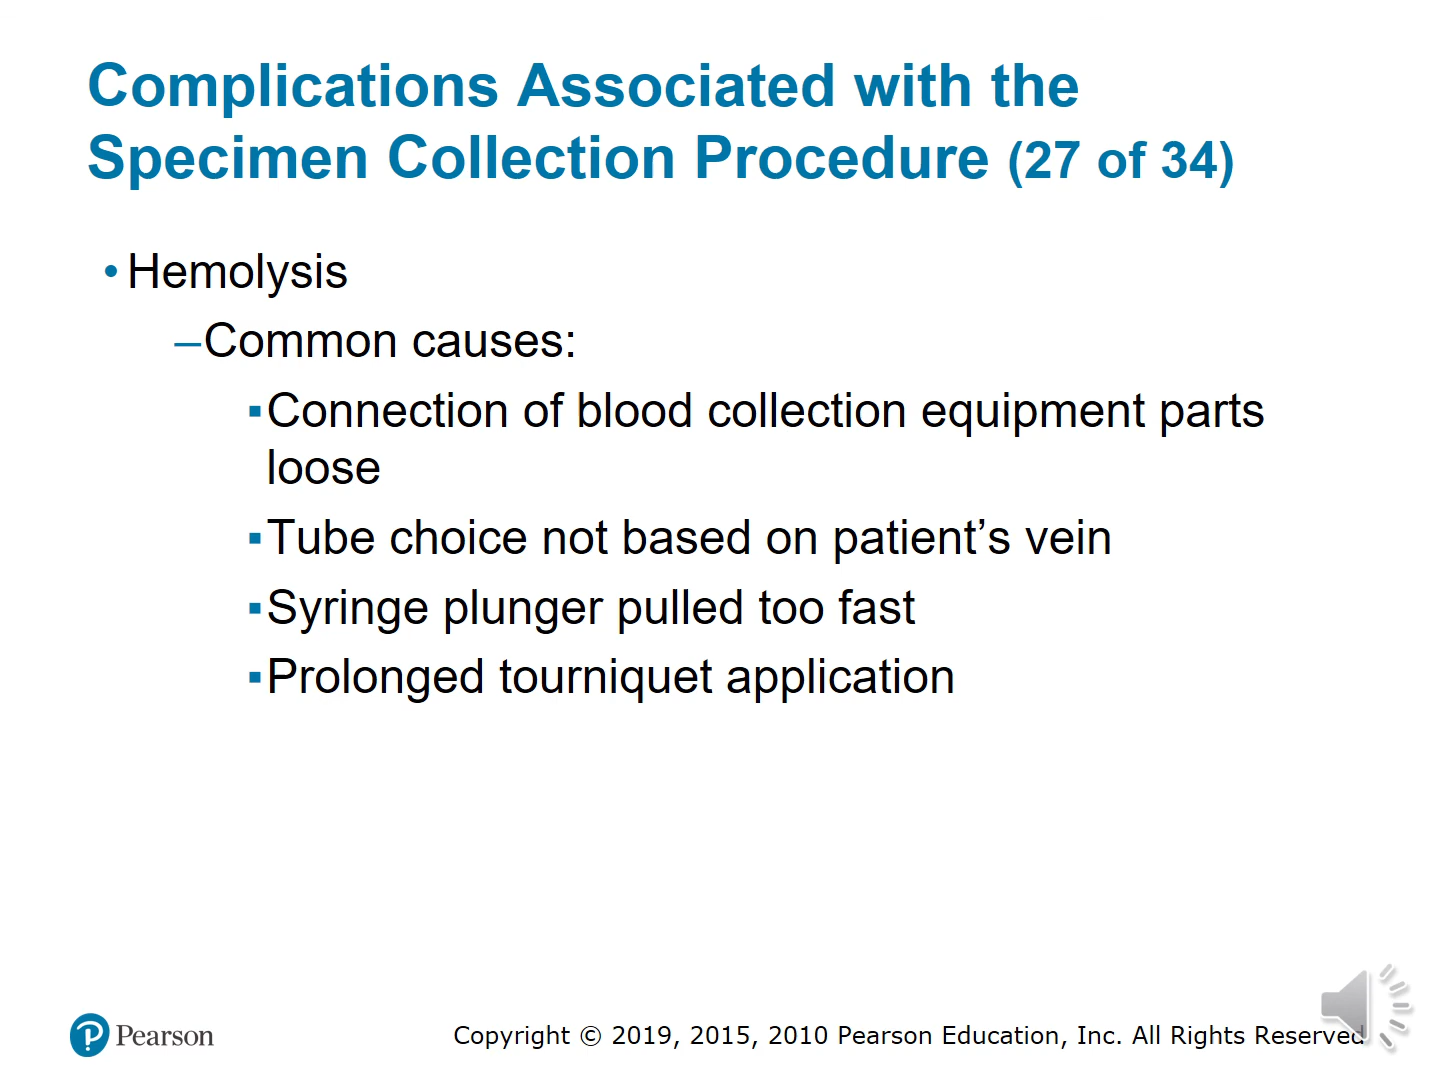 Complications Associated with the
Specimen Collection Procedure (27 of 34)
• Hemolysis
–Common causes:
▪Connection of blood collection equipment parts
loose
▪Tube choice not based on patient’s vein
▪Syringe plunger pulled too fast
▪Prolonged tourniquet application
Pearson
Copyright © 2019, 2015, 2010 Pearson Education, Inc. All Rights Reserved